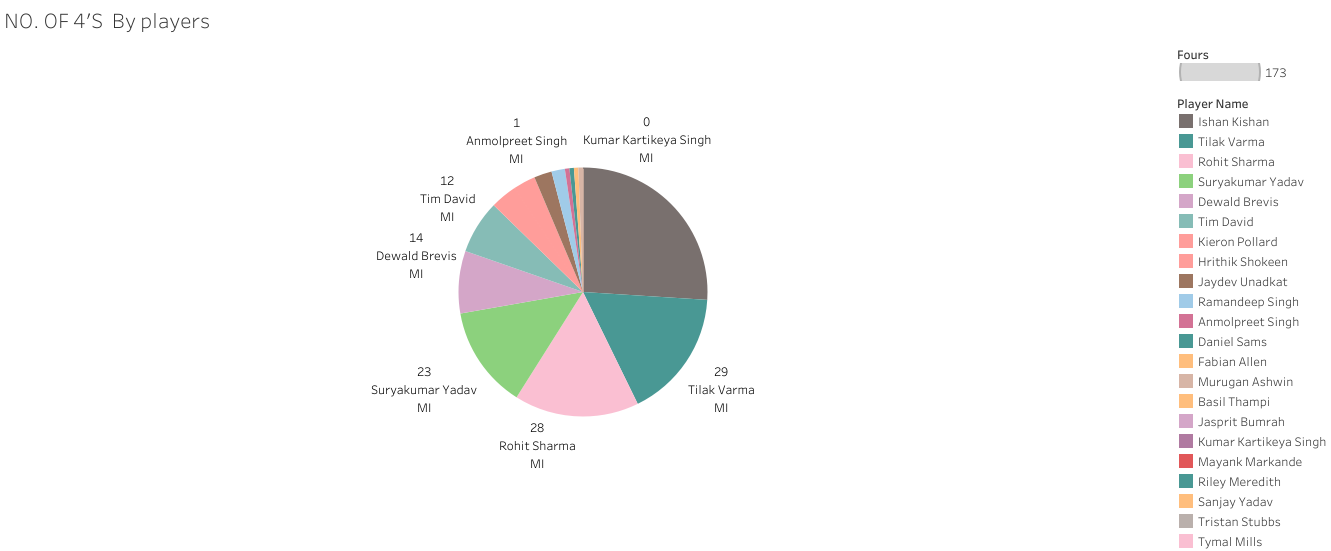 NO. OF 4'S By players
Fours
173
Player Name
Ishan Kishan
Tilak Varma
Rohit Sharma
Suryakumar Yadav
Dewald Brevis
Tim David
Kieron Pollard
Hrithik Shokeen
Jaydev Unadkat
Ramandeep Singh
Anmolpreet Singh
Daniel Sams
Fabian Allen
Murugan Ashwin
Basil Thampi
Jasprit Bumrah
Kumar Kartikeya Singh
Mayank Markande
Riley Meredith
Sanjay Yadav
Tristan Stubbs
Tymal Mills
1
Anmolpreet Singh
MI
0
Kumar Kartikeya Singh
MI
12
Tim David
MI
14
Dewald Brevis
MI
23
Suryakumar Yadav
MI
28
Rohit Sharma
MI
29
Tilak Varma
MI